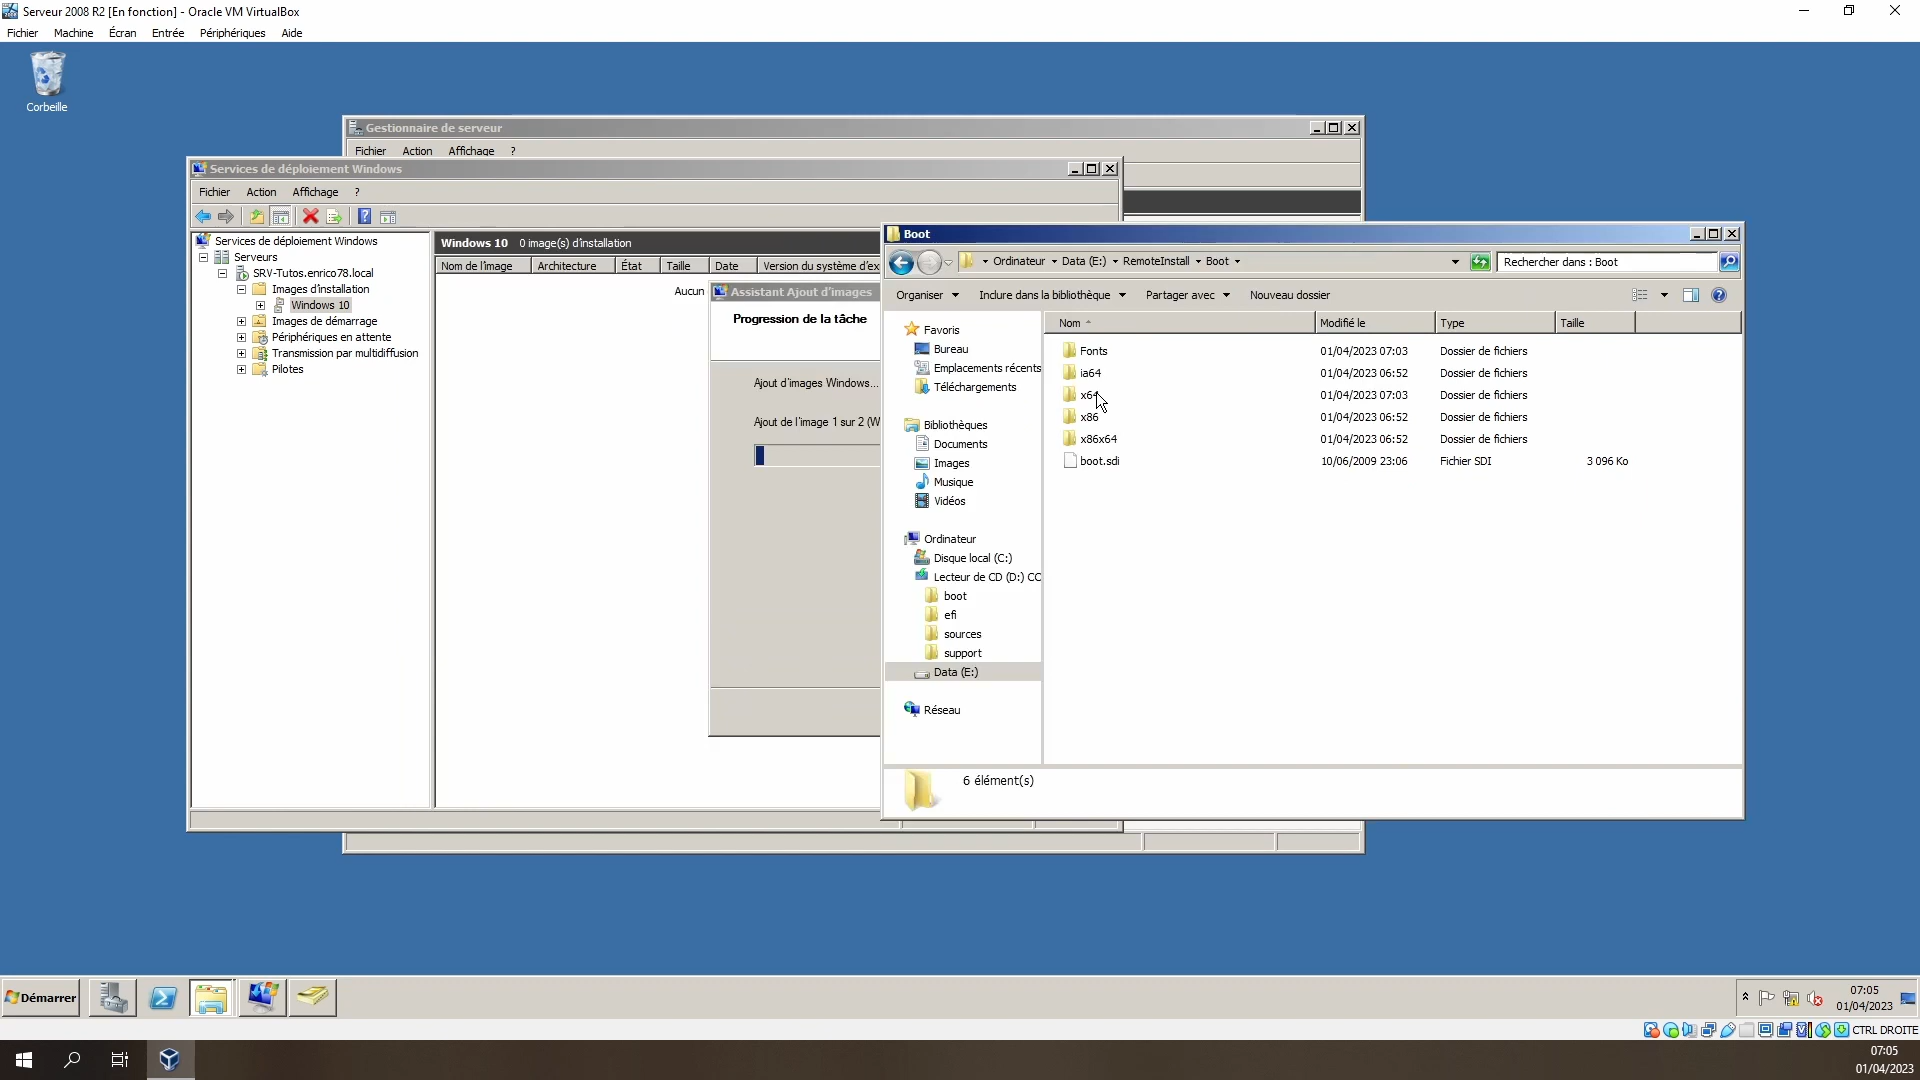 Serveur 2008 R2 [En fonction] - Oracle VM VirtualBox
Fichier Machine Écran Entrée Périphériques Aide
Corbeille
Gestionnaire de serveur
Fichier Action Affichage ?
Services de déploiement Windows
Fichier Action Affichage ?
Services de déploiement Windows
Serveurs
SRV-Tutos.enrico78.local
Images d'installation
Windows 10
Images de démarrage
Périphériques en attente
Transmission par multidiffusion
Pilotes
Windows 10 0 image(s) d'installation
Nom de l'image Architecture État Taille Date Version du système d'ex
Aucun
Assistant Ajout d'images
Progression de la tâche
Ajout d'images Windows...
Ajout de l'image 1 sur 2 (W
Boot
Ordinateur Data (E:) RemoteInstall Boot
Rechercher dans : Boot
Organiser Inclure dans la bibliothèque Partager avec Nouveau dossier
Favoris
Bureau
Emplacements récents
Téléchargements
Bibliothèques
Documents
Images
Musique
Vidéos
Ordinateur
Disque local (C:)
Lecteur de CD (D:) CC
boot
efi
sources
support
Data (E:)
Réseau
Nom Modifié le Type Taille
Fonts 01/04/2023 07:03 Dossier de fichiers
ia64 01/04/2023 06:52 Dossier de fichiers
x64 01/04/2023 07:03 Dossier de fichiers
x86 01/04/2023 06:52 Dossier de fichiers
x86x64 01/04/2023 06:52 Dossier de fichiers
boot.sdi 10/06/2009 23:06 Fichier SDI 3 096 Ko
6 élément(s)
Démarrer
07:05
01/04/2023
CTRL DROITE
07:05
01/04/2023